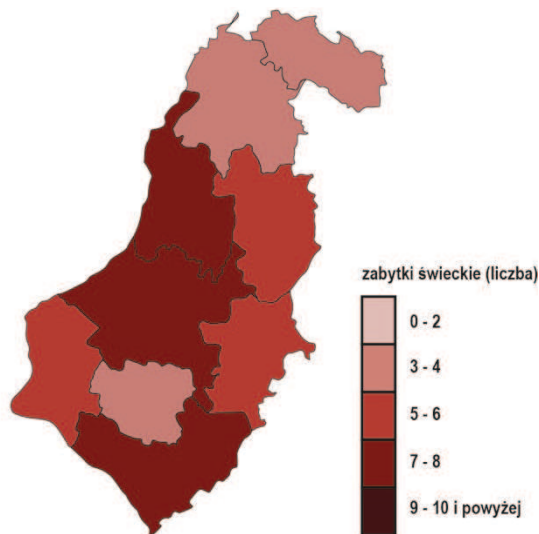 zabytki świeckie (liczba)
0 - 2
3 - 4
5 - 6
7 - 8
9 - 10 i powyżej